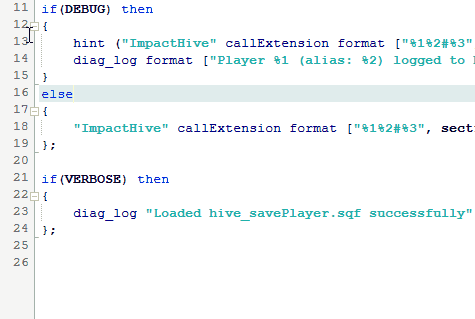 11 if(DEBUG) then
12 {
13 hint ("ImpactHive" callExtension format ["%1%2#%3"
14 diag_log format ["Player %1 (alias: %2) logged to
15 }
16 else
17 {
18 "ImpactHive" callExtension format ["%1%2#%3", sect
19 };
20
21 if(VERBOSE) then
22 {
23 diag_log "Loaded hive_savePlayer.sqf successfully"
24 };
25
26